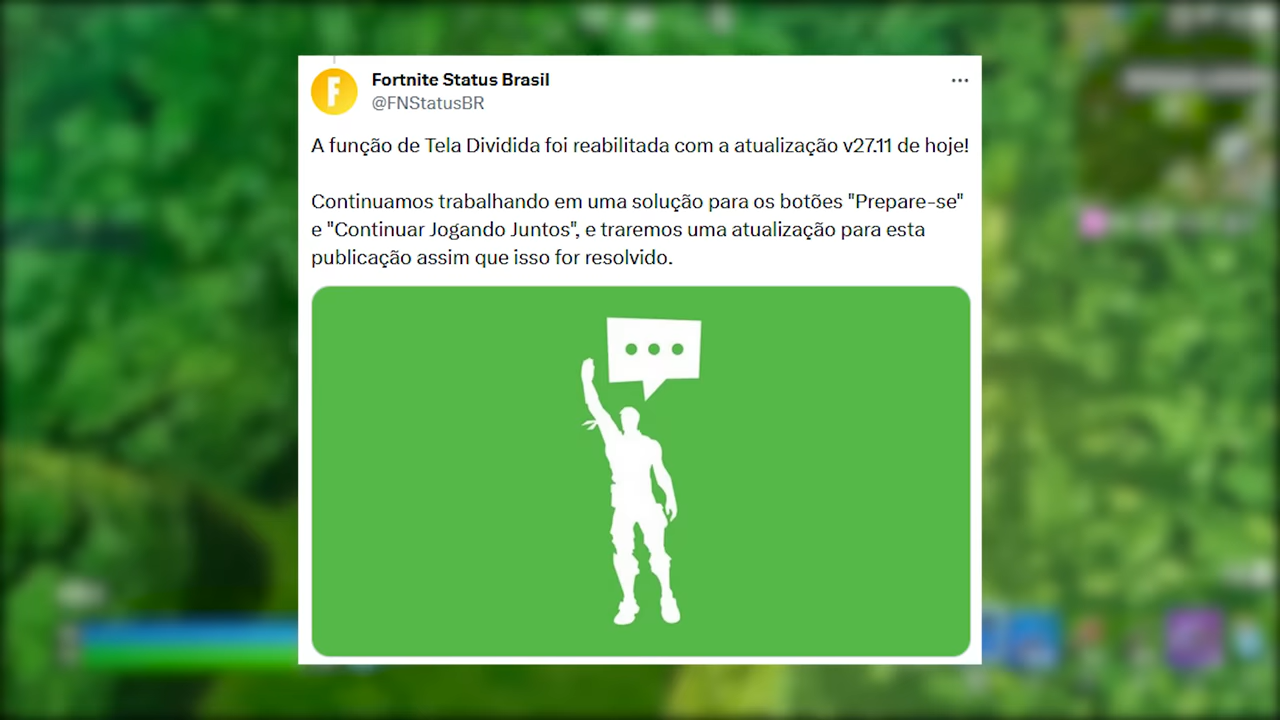 Fortnite Status Brasil
@FNStatusBR
A função de Tela Dividida foi reabilitada com a atualização v27.11 de hoje!
Continuamos trabalhando em uma solução para os botões "Prepare-se"
e "Continuar Jogando Juntos", e traremos uma atualização para esta
publicação assim que isso for resolvido.